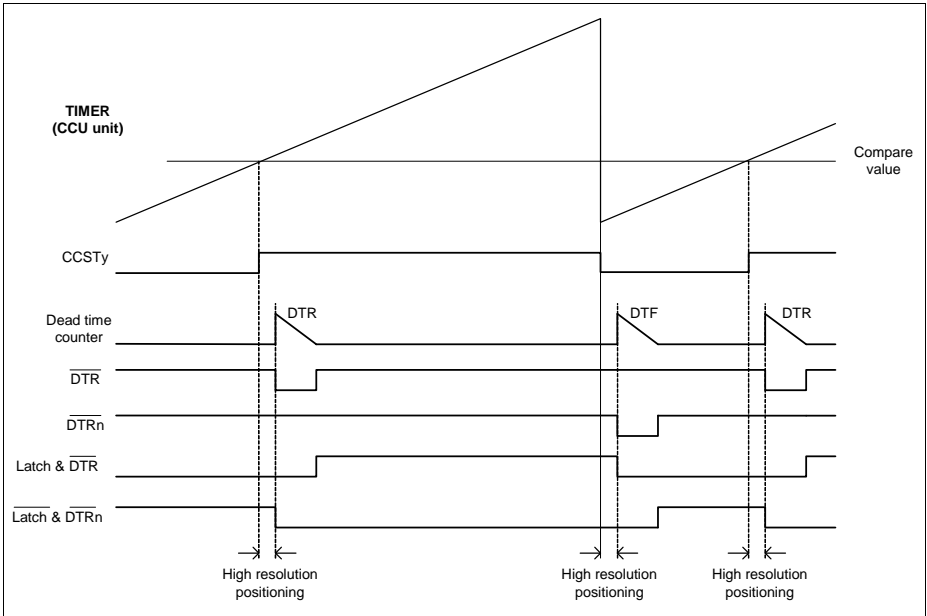 TIMER
(CCU unit)
Compare
value
CCSTy
Dead time
counter
DTR
DTF
DTR
DTR
DTRn
Latch & DTR
Latch & DTRn
High resolution
positioning
High resolution
positioning
High resolution
positioning